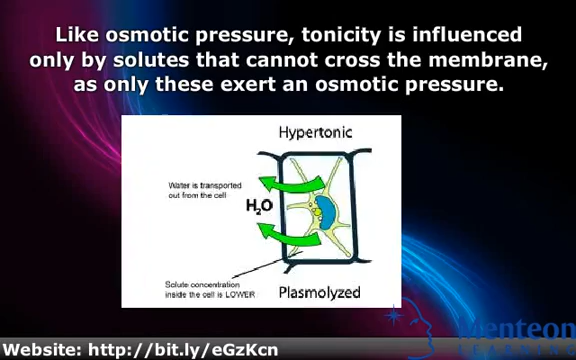 Like osmotic pressure, tonicity is influenced
only by solutes that cannot cross the membrane,
as only these exert an osmotic pressure.
Hypertonic
Water is transported
out from the cell
H2O
Solute concentration
inside the cell is LOWER
Plasmolyzed
Menteon
LEARNING
Website: http://bit.ly/eGzKcn